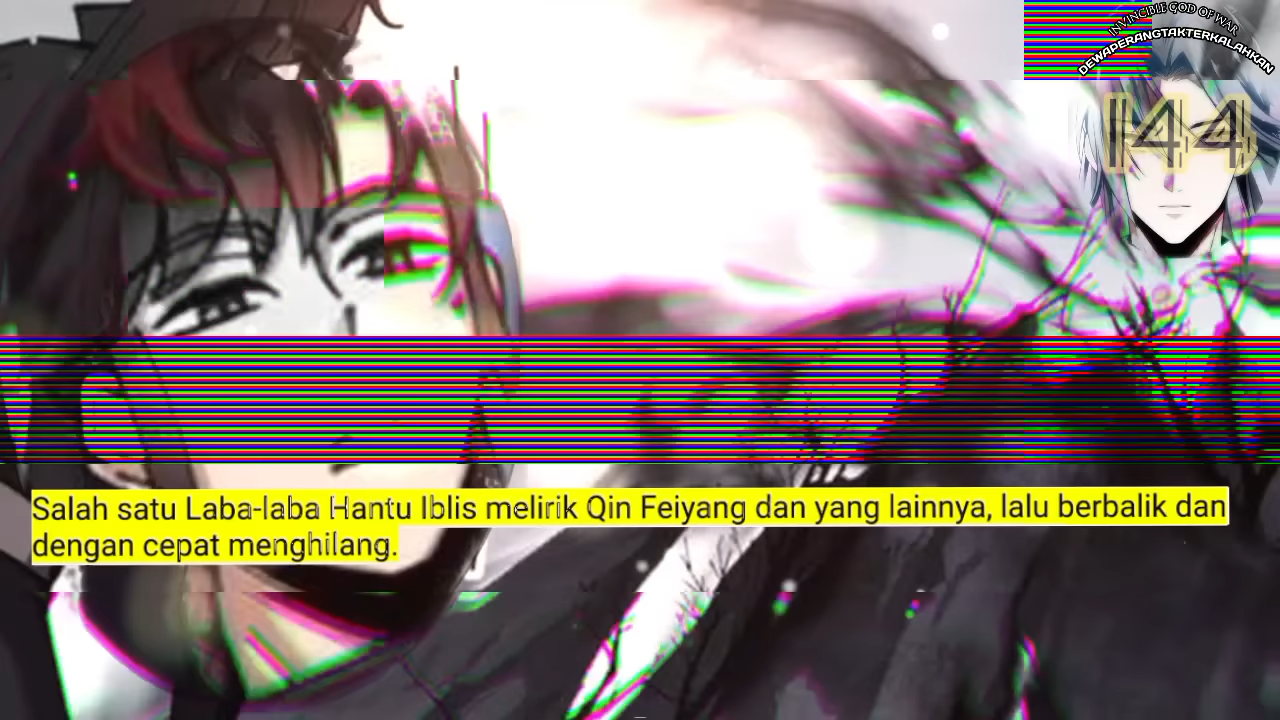 INVINCIBLE GOD OF WAR
DEWAPERANGTAKTERKALAHKAN
144
Salah satu Laba-laba Hantu Iblis melirik Qin Feiyang dan yang lainnya, lalu berbalik dan
dengan cepat menghilang.